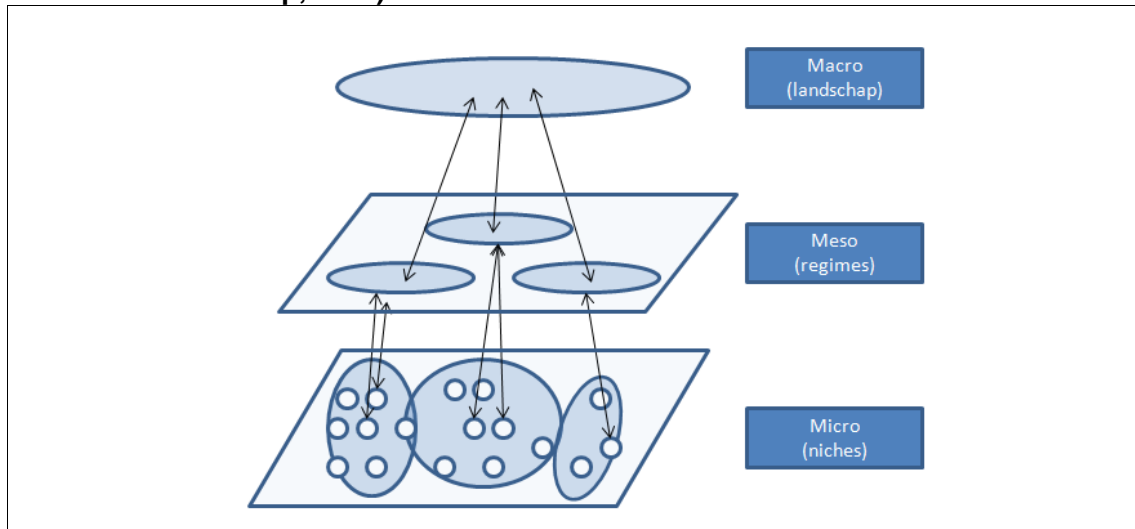 Macro
(landschap)
Meso
(regimes)
Micro
(niches)